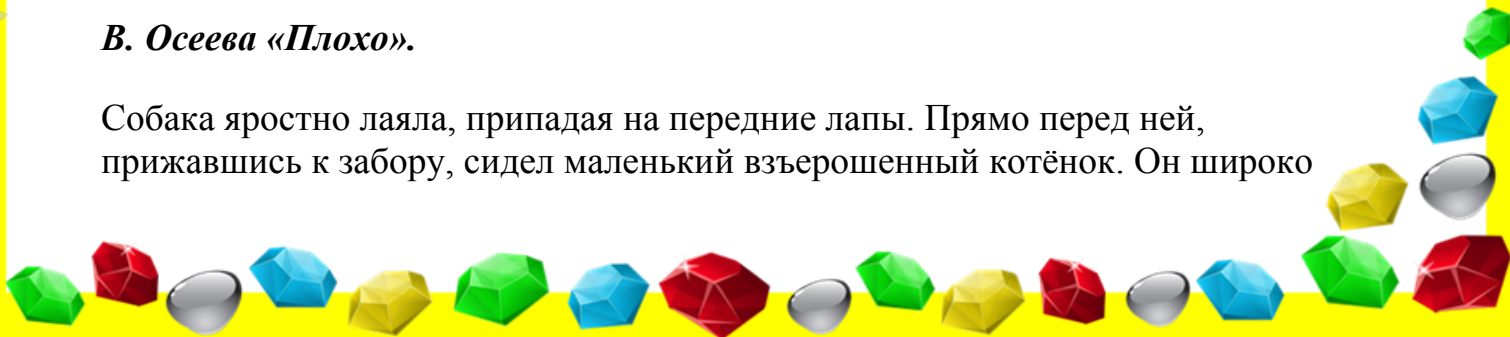 В. Осеева «Плохо».
Собака яростно лаяла, припадая на передние лапы. Прямо перед ней,
прижавшись к забору, сидел маленький взъерошенный котёнок. Он широко